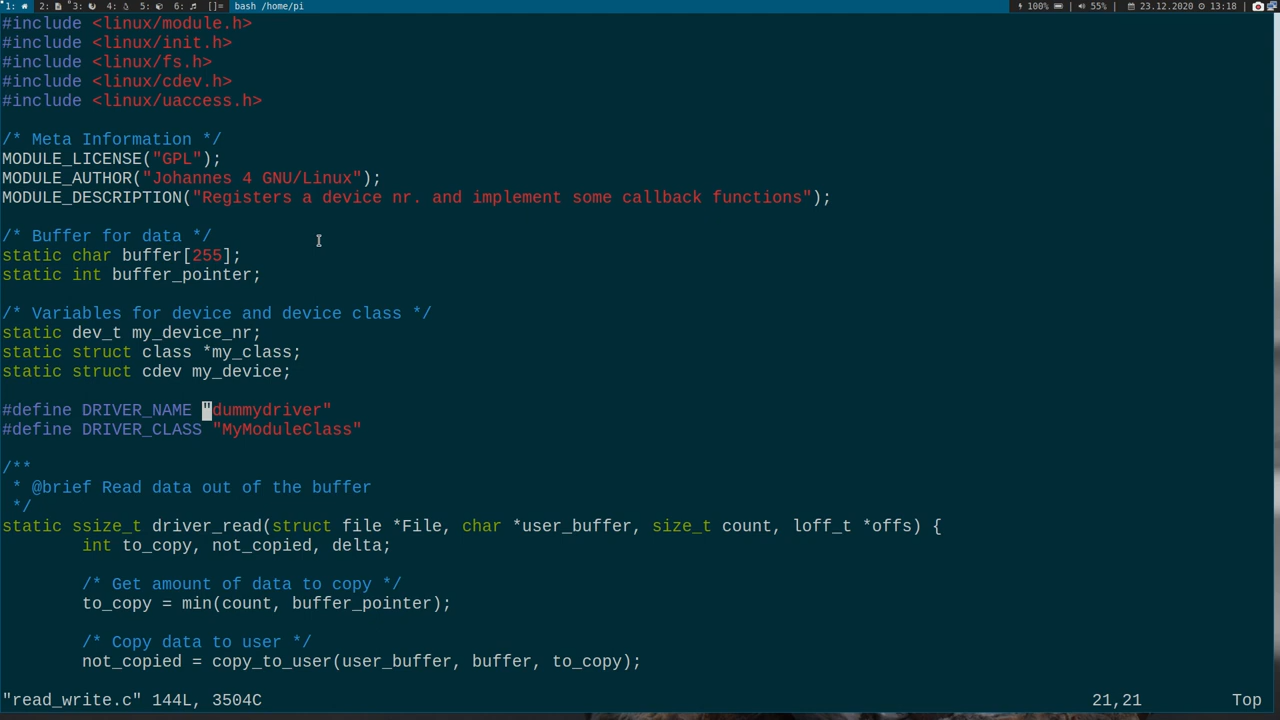 1: 2: 3: 4: 5: 6: []= bash /home/pi 100% | 55% | 23.12.2020 13:18 |
#include <linux/module.h>
#include <linux/init.h>
#include <linux/fs.h>
#include <linux/cdev.h>
#include <linux/uaccess.h>
/* Meta Information */
MODULE_LICENSE("GPL");
MODULE_AUTHOR("Johannes 4 GNU/Linux");
MODULE_DESCRIPTION("Registers a device nr. and implement some callback functions");
/* Buffer for data */
static char buffer[255];
static int buffer_pointer;
/* Variables for device and device class */
static dev_t my_device_nr;
static struct class *my_class;
static struct cdev my_device;
#define DRIVER_NAME "dummydriver"
#define DRIVER_CLASS "MyModuleClass"
/**
 * @brief Read data out of the buffer
 */
static ssize_t driver_read(struct file *File, char *user_buffer, size_t count, loff_t *offs) {
        int to_copy, not_copied, delta;
        /* Get amount of data to copy */
        to_copy = min(count, buffer_pointer);
        /* Copy data to user */
        not_copied = copy_to_user(user_buffer, buffer, to_copy);
"read_write.c" 144L, 3504C 21,21 Top